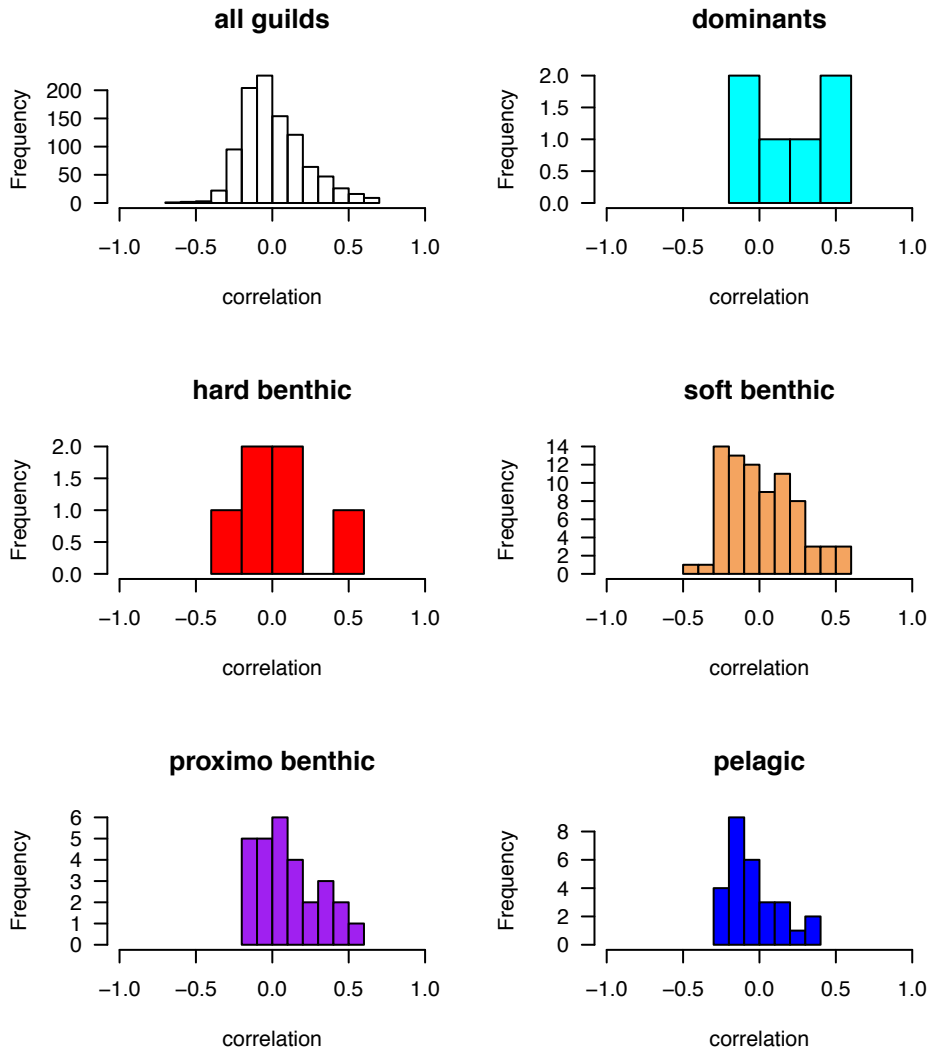 all guilds
Frequency
200
150
100
50
0
−1.0 −0.5 0.0 0.5 1.0
correlation
dominants
Frequency
2.0
1.5
1.0
0.5
0.0
−1.0 −0.5 0.0 0.5 1.0
correlation
hard benthic
Frequency
2.0
1.5
1.0
0.5
0.0
−1.0 −0.5 0.0 0.5 1.0
correlation
soft benthic
Frequency
14
12
10
8
6
4
2
0
−1.0 −0.5 0.0 0.5 1.0
correlation
proximo benthic
Frequency
6
5
4
3
2
1
0
−1.0 −0.5 0.0 0.5 1.0
correlation
pelagic
Frequency
8
6
4
2
0
−1.0 −0.5 0.0 0.5 1.0
correlation